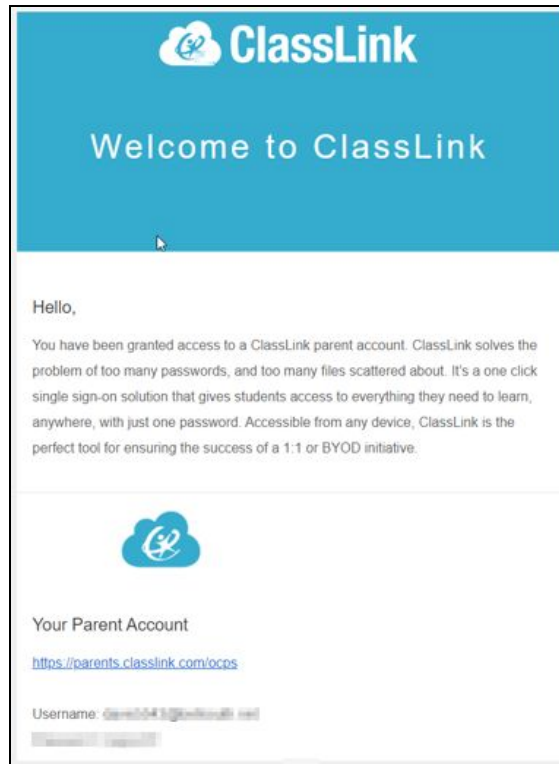 ClassLink
Welcome to ClassLink
Hello,
You have been granted access to a ClassLink parent account. ClassLink solves the
problem of too many passwords, and too many files scattered about. It's a one click
single sign-on solution that gives students access to everything they need to learn,
anywhere, with just one password. Accessible from any device, ClassLink is the
perfect tool for ensuring the success of a 1:1 or BYOD initiative.
Your Parent Account
https://parents.classlink.com/ocps
Username: